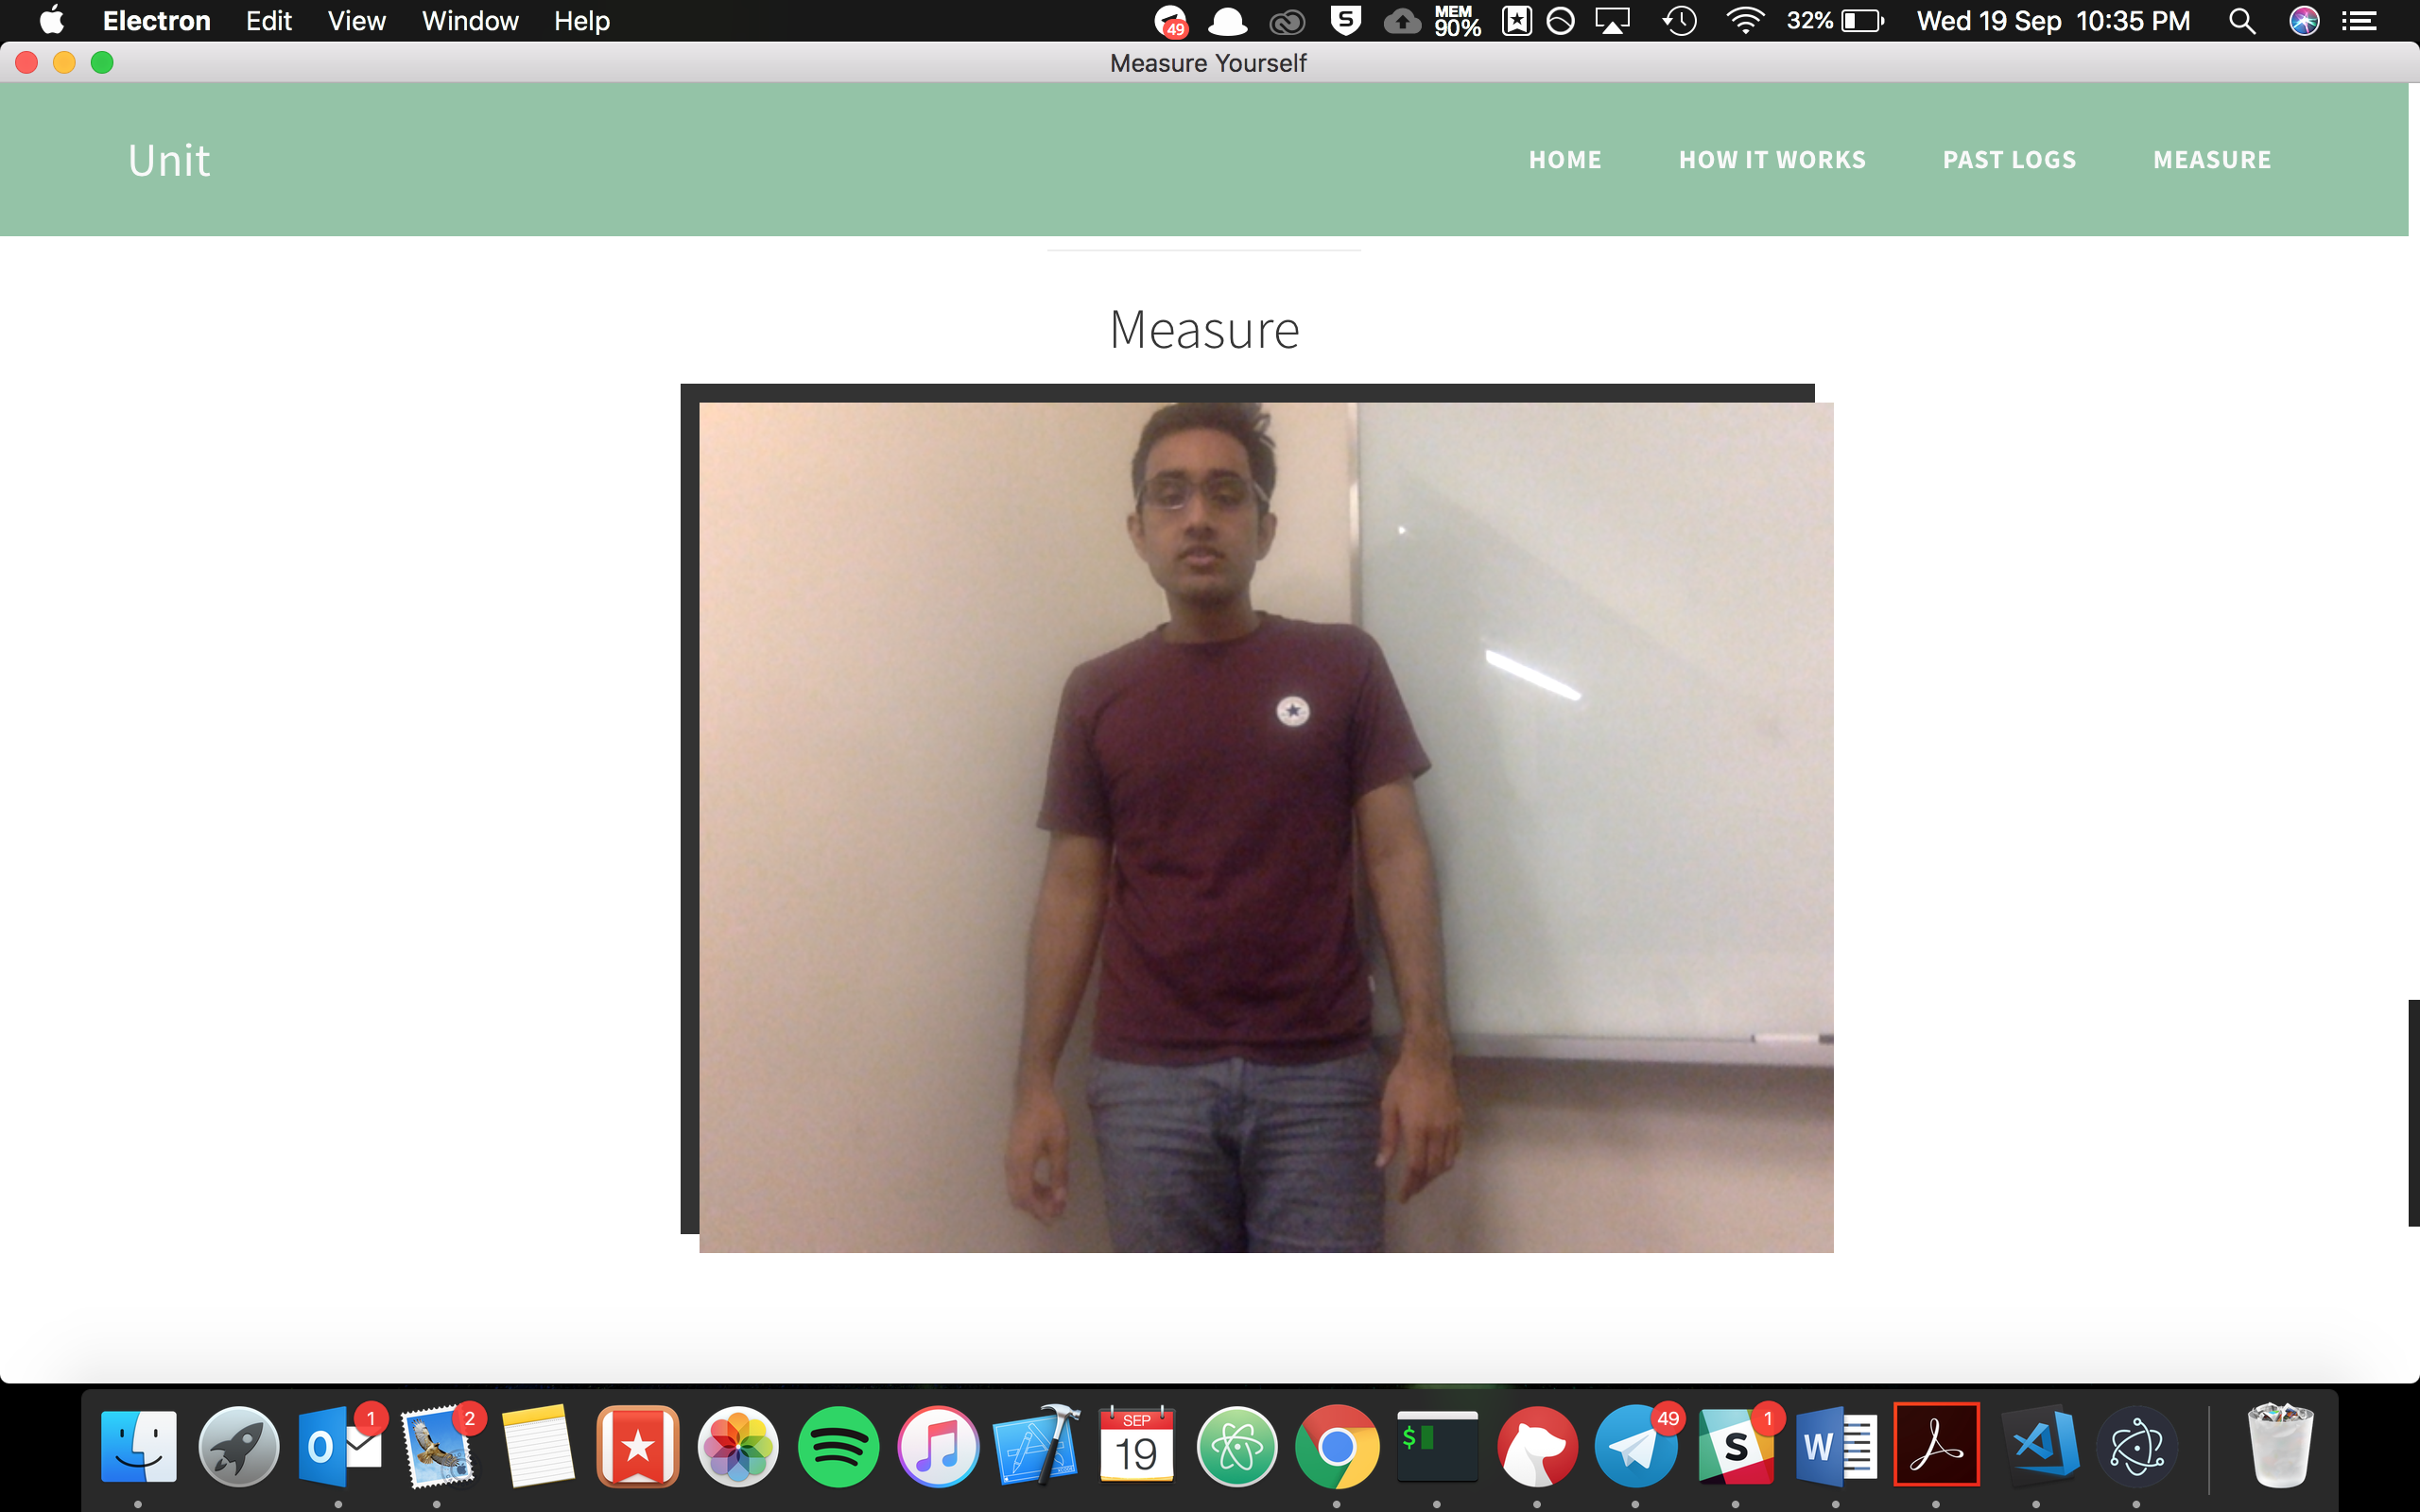 Electron Edit View Window Help 49 S MEM 90% 32% Wed 19 Sep 10:35 PM
Measure Yourself
Unit HOME HOW IT WORKS PAST LOGS MEASURE
Measure
1 2 SEP 19 $ 49 S 1 W
O